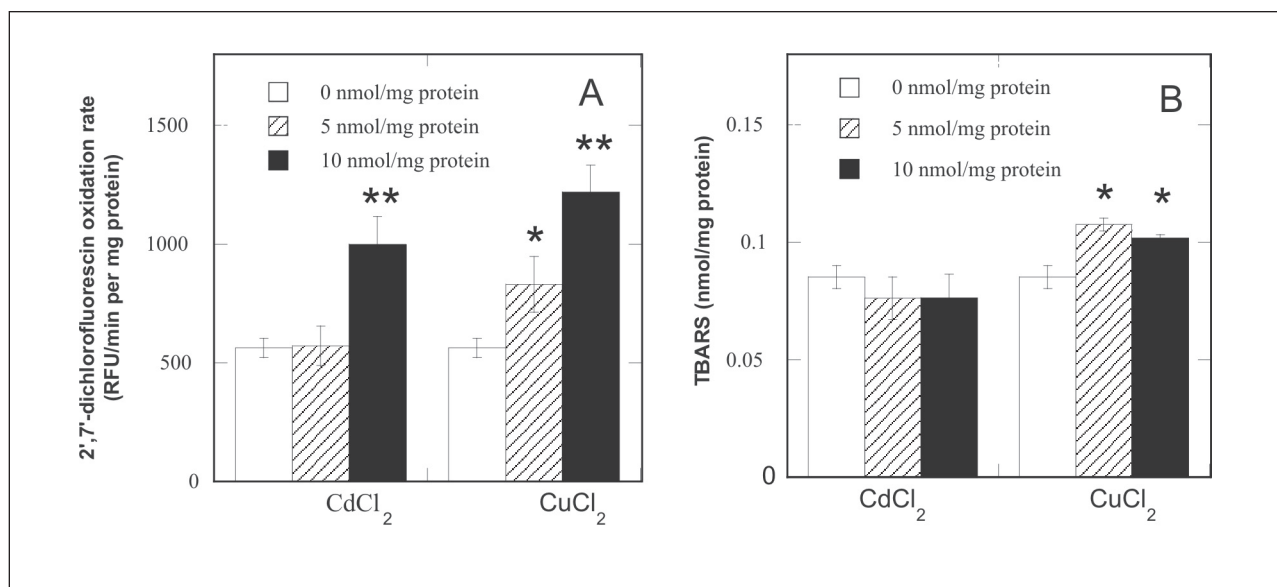 2',7'-dichlorofluorescin oxidation rate
(RFU/min per mg protein)
1500
1000
500
0
0 nmol/mg protein
5 nmol/mg protein
10 nmol/mg protein
A
**
*
**
CdCl2
CuCl2
TBARS (nmol/mg protein)
0.15
0.1
0.05
0
0 nmol/mg protein
5 nmol/mg protein
10 nmol/mg protein
B
*
*
CdCl2
CuCl2